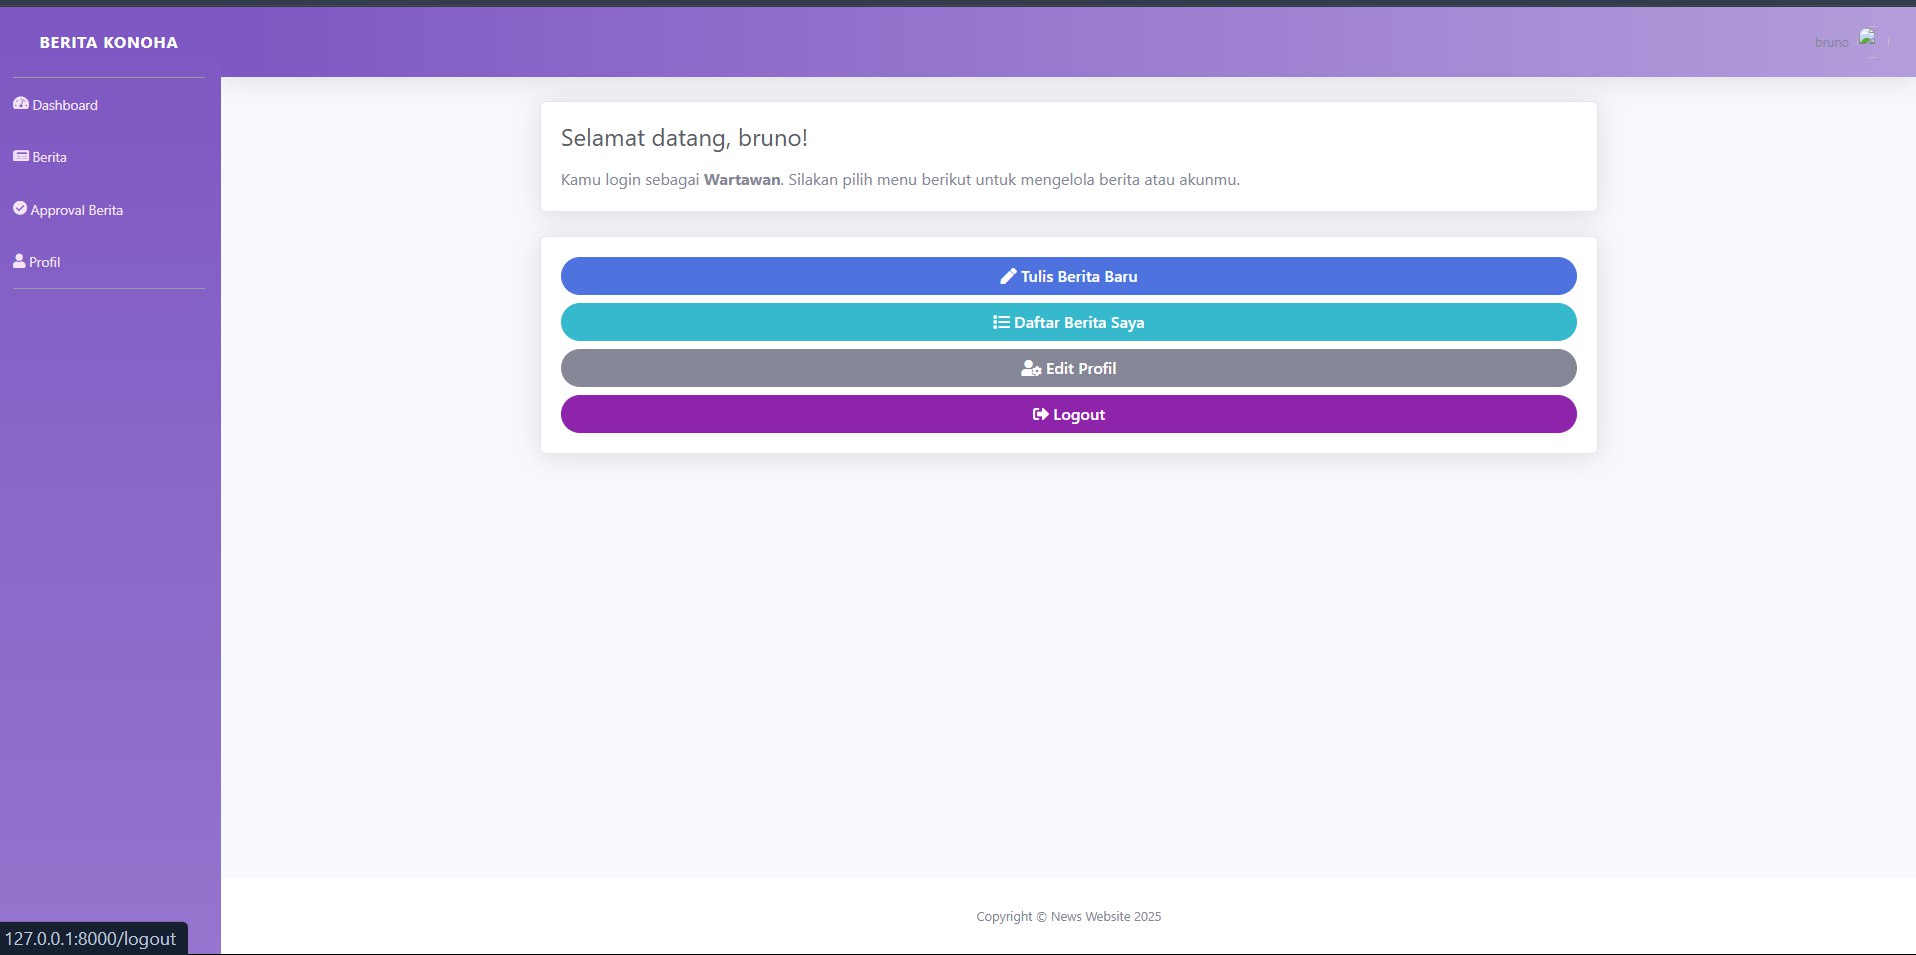 BERITA KONOHA
bruno
Dashboard
Berita
Approval Berita
Profil
Selamat datang, bruno!
Kamu login sebagai Wartawan. Silakan pilih menu berikut untuk mengelola berita atau akunmu.
Tulis Berita Baru
Daftar Berita Saya
Edit Profil
Logout
Copyright © News Website 2025
127.0.0.1:8000/logout